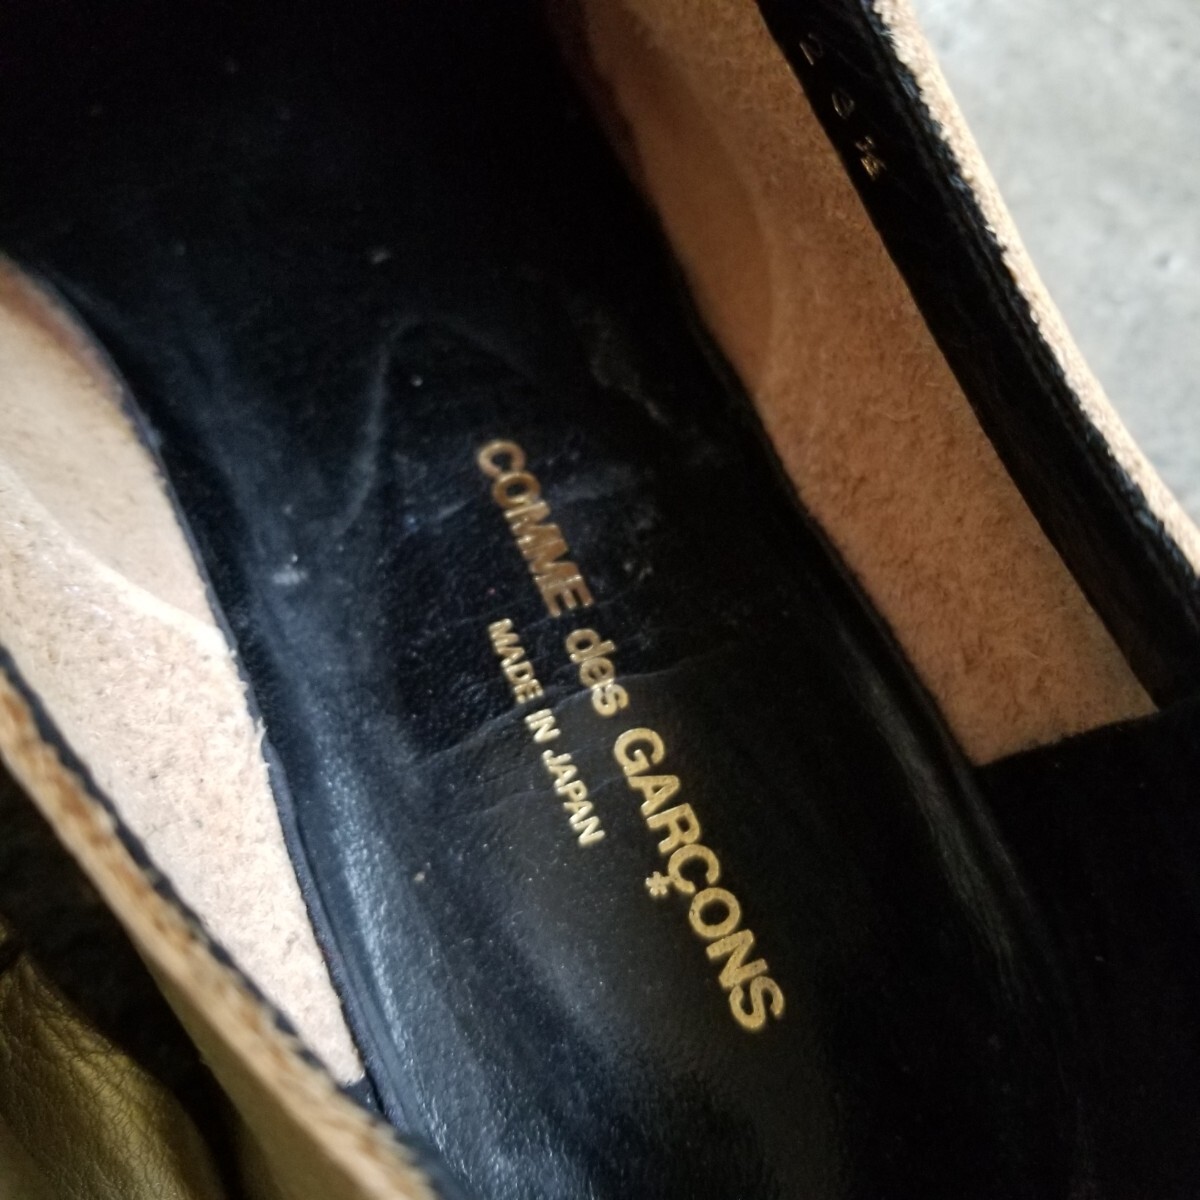 COMME des GARÇONS
*
MADE IN JAPAN